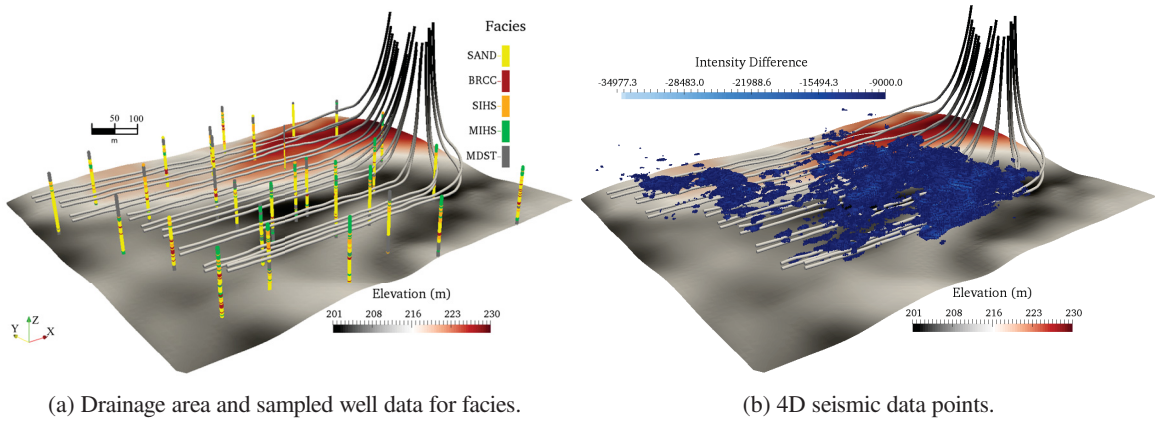 Facies
SAND
BRCC
SIHS
MIHS
MDST
0 50 100
m
Elevation (m)
201 208 216 223 230
Y Z X
(a) Drainage area and sampled well data for facies.
Intensity Difference
-34977.3 -28483.0 -21988.6 -15494.3 -9000.0
Elevation (m)
201 208 216 223 230
(b) 4D seismic data points.